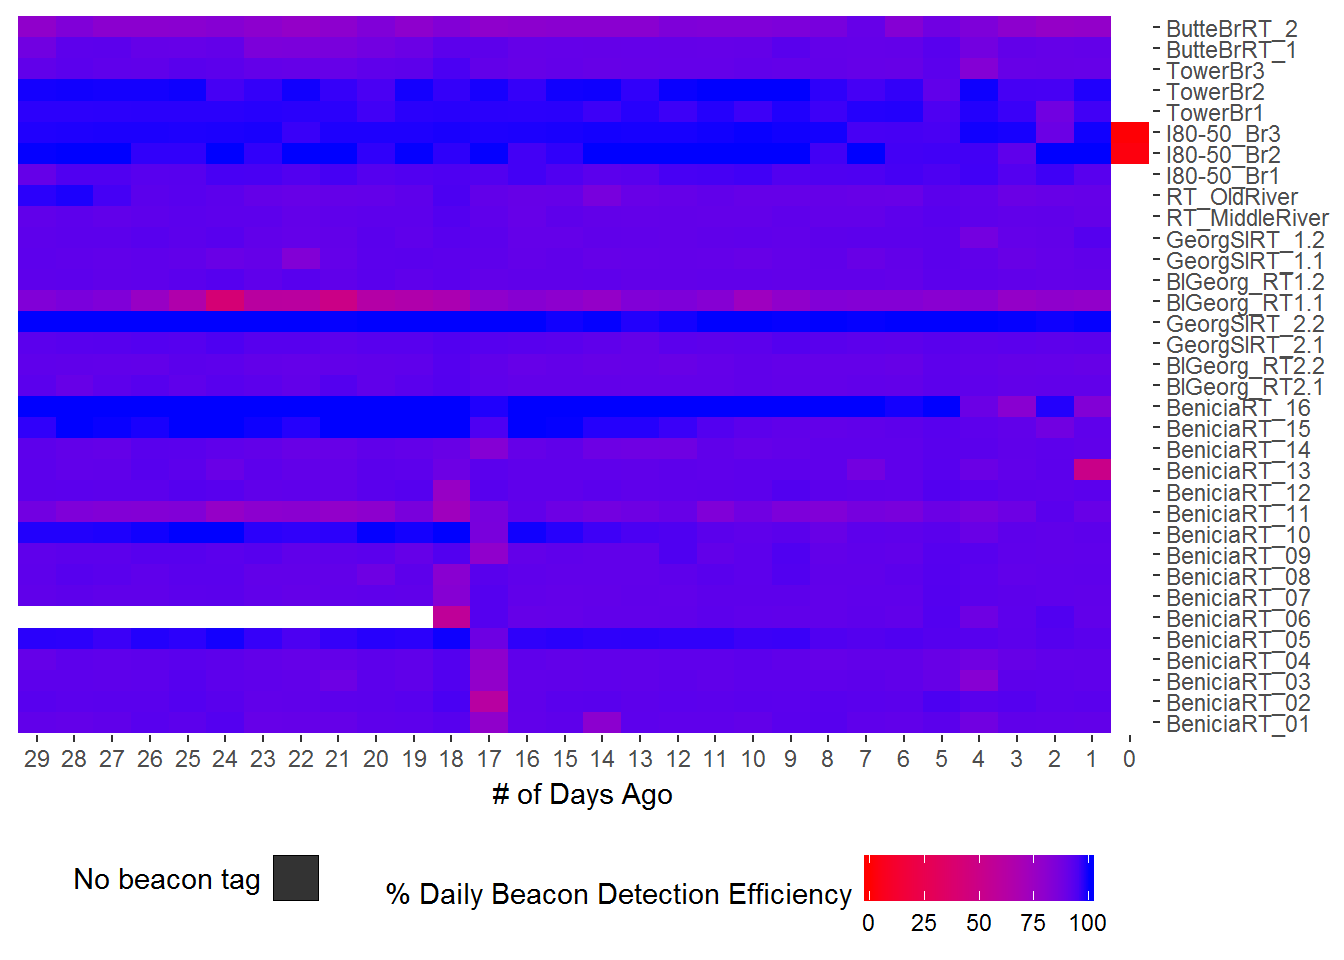 ButteBrRT_2
ButteBrRT_1
TowerBr3
TowerBr2
TowerBr1
I80-50_Br3
I80-50_Br2
I80-50_Br1
RT_OldRiver
RT_MiddleRiver
GeorgSlRT_1.2
GeorgSlRT_1.1
BlGeorg_RT1.2
BlGeorg_RT1.1
GeorgSlRT_2.2
GeorgSlRT_2.1
BlGeorg_RT2.2
BlGeorg_RT2.1
BeniciaRT_16
BeniciaRT_15
BeniciaRT_14
BeniciaRT_13
BeniciaRT_12
BeniciaRT_11
BeniciaRT_10
BeniciaRT_09
BeniciaRT_08
BeniciaRT_07
BeniciaRT_06
BeniciaRT_05
BeniciaRT_04
BeniciaRT_03
BeniciaRT_02
BeniciaRT_01
29 28 27 26 25 24 23 22 21 20 19 18 17 16 15 14 13 12 11 10 9 8 7 6 5 4 3 2 1 0
# of Days Ago
No beacon tag
% Daily Beacon Detection Efficiency
0 25 50 75 100